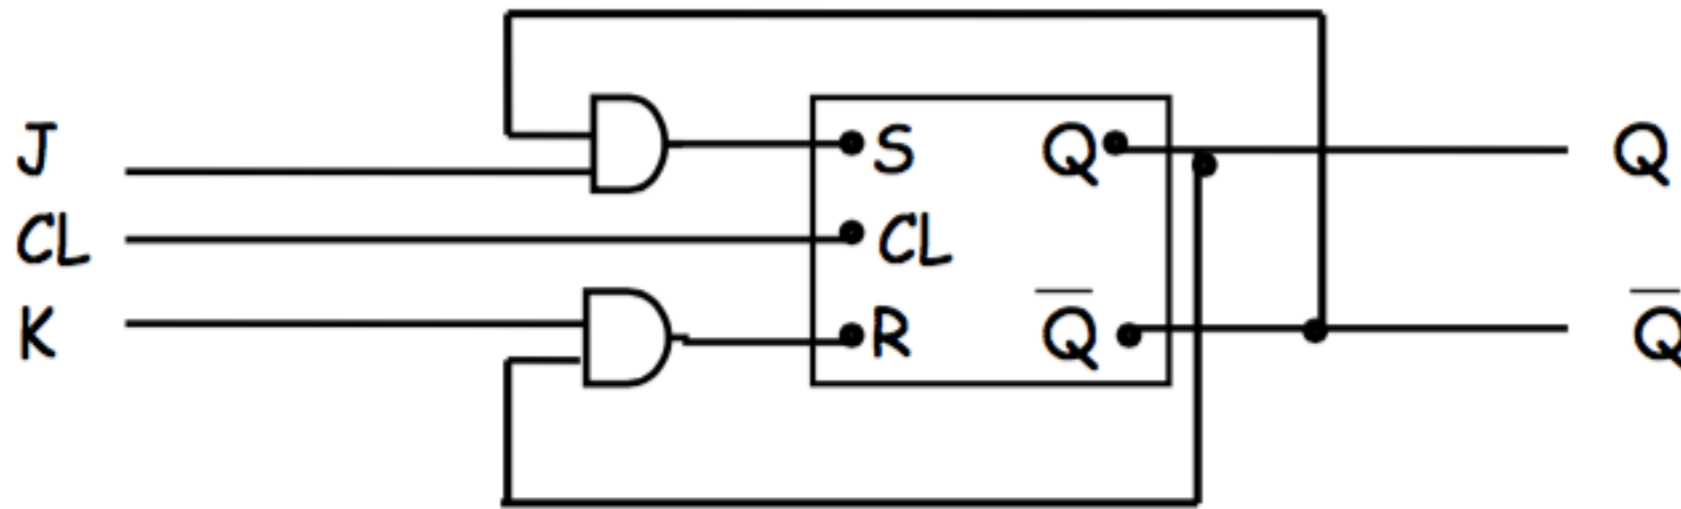 J S Q Q
CL CL
K R Q̅ Q̅